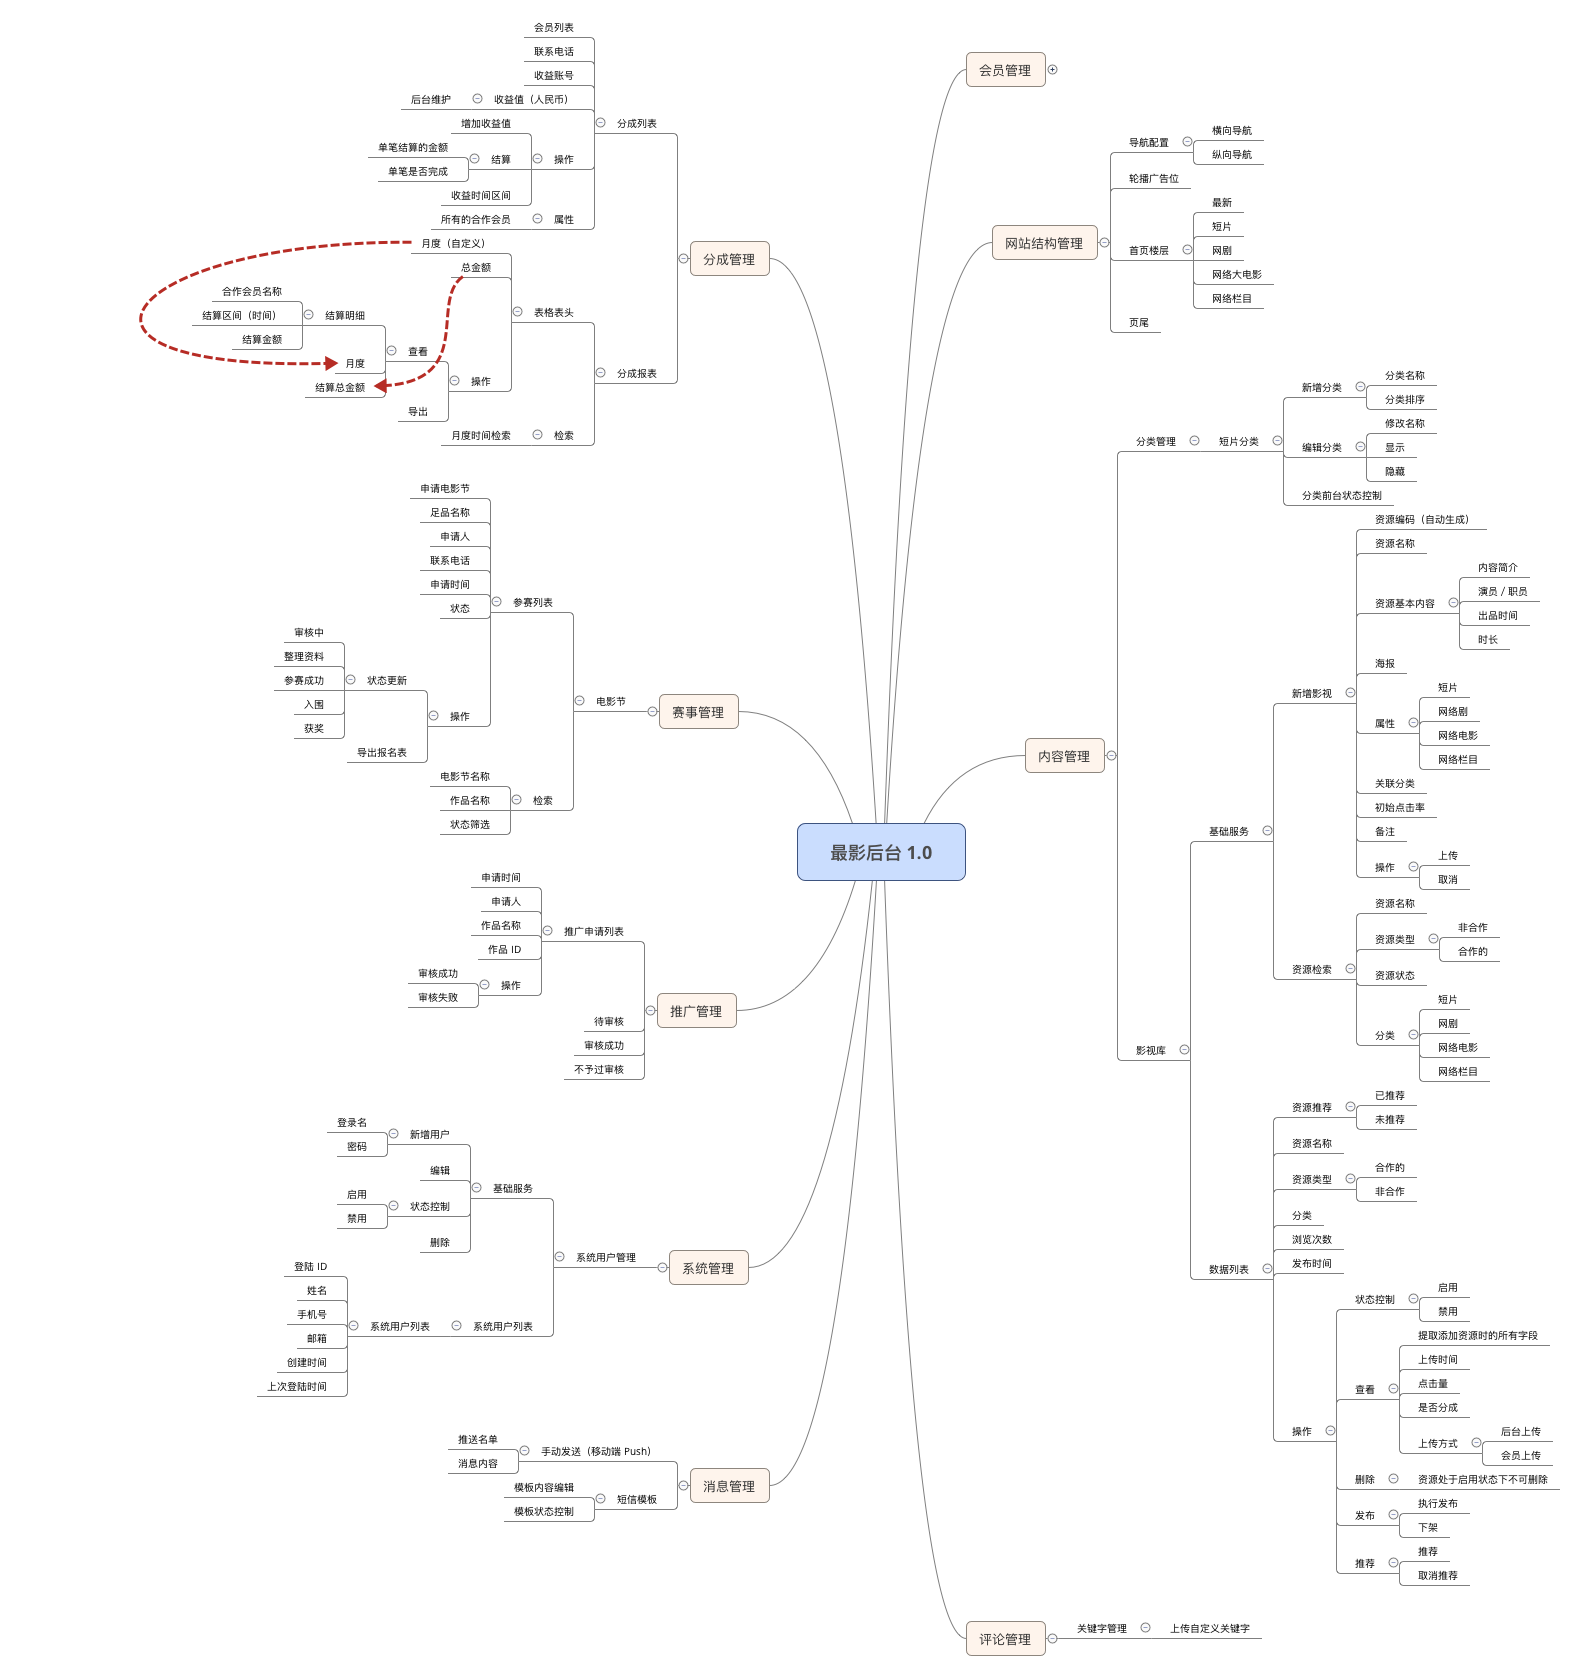 最影后台 1.0
会员管理
网站结构管理
导航配置
横向导航
纵向导航
轮播广告位
首页楼层
最新
短片
网剧
网络大电影
网络栏目
页尾
内容管理
分类管理
短片分类
新增分类
分类名称
分类排序
编辑分类
修改名称
显示
隐藏
分类前台状态控制
影视库
基础服务
新增影视
资源编码（自动生成）
资源名称
资源基本内容
内容简介
演员 / 职员
出品时间
时长
海报
属性
短片
网络剧
网络电影
网络栏目
关联分类
初始点击率
备注
操作
上传
取消
资源检索
资源名称
资源类型
非合作
合作的
资源状态
分类
短片
网剧
网络电影
网络栏目
数据列表
资源推荐
已推荐
未推荐
资源名称
资源类型
合作的
非合作
分类
浏览次数
发布时间
操作
状态控制
启用
禁用
查看
提取添加资源时的所有字段
上传时间
点击量
是否分成
上传方式
后台上传
会员上传
删除
资源处于启用状态下不可删除
发布
执行发布
下架
推荐
推荐
取消推荐
评论管理
关键字管理
上传自定义关键字
分成管理
分成列表
会员列表
联系电话
收益账号
收益值（人民币）
后台维护
操作
增加收益值
结算
单笔结算的金额
单笔是否完成
收益时间区间
属性
所有的合作会员
分成报表
表格表头
月度（自定义）
总金额
操作
查看
结算明细
合作会员名称
结算区间（时间）
结算金额
月度
结算总金额
导出
检索
月度时间检索
赛事管理
电影节
参赛列表
申请电影节
足品名称
申请人
联系电话
申请时间
状态
操作
状态更新
审核中
整理资料
参赛成功
入围
获奖
导出报名表
检索
电影节名称
作品名称
状态筛选
推广管理
推广申请列表
申请时间
申请人
作品名称
作品 ID
操作
审核成功
审核失败
待审核
审核成功
不予过审核
系统管理
系统用户管理
基础服务
新增用户
登录名
密码
编辑
状态控制
启用
禁用
删除
系统用户列表
系统用户列表
登陆 ID
姓名
手机号
邮箱
创建时间
上次登陆时间
消息管理
手动发送（移动端 Push）
推送名单
消息内容
短信模板
模板内容编辑
模板状态控制